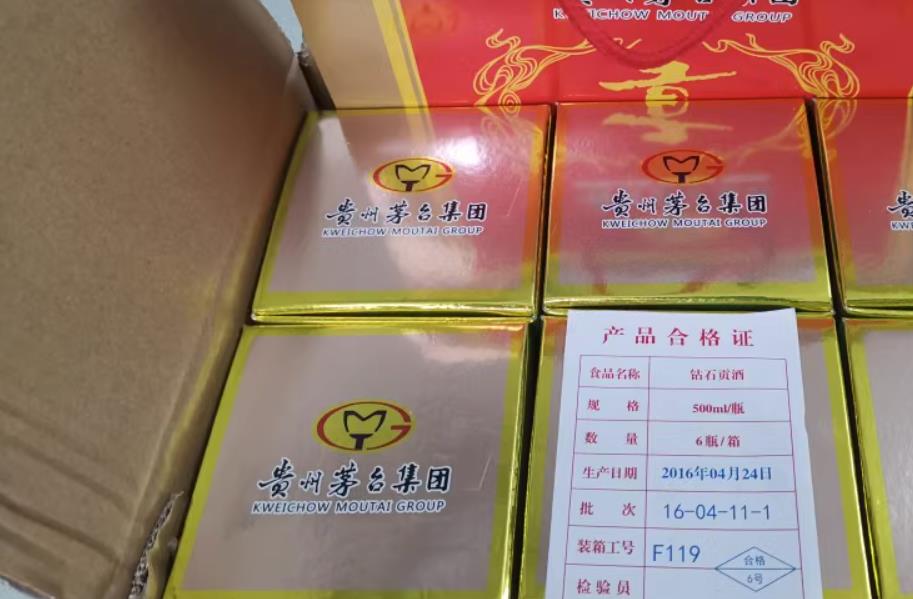 KWEICHOW MOUT GROUP
贡
贵州茅台集团
KWEICHOW MOUTAI GROUP
贵州茅台集团
KWEICHOW MOUTAI GROUP
贵州茅台集团
KWEICHOW MOUTAI GROUP
产品合格证
食品名称 钻石贡酒
规 格 500ml/瓶
数 量 6瓶/箱
生产日期 2016年04月24日
批 次 16-04-11-1
装箱工号 F119
合格
6号
检验员